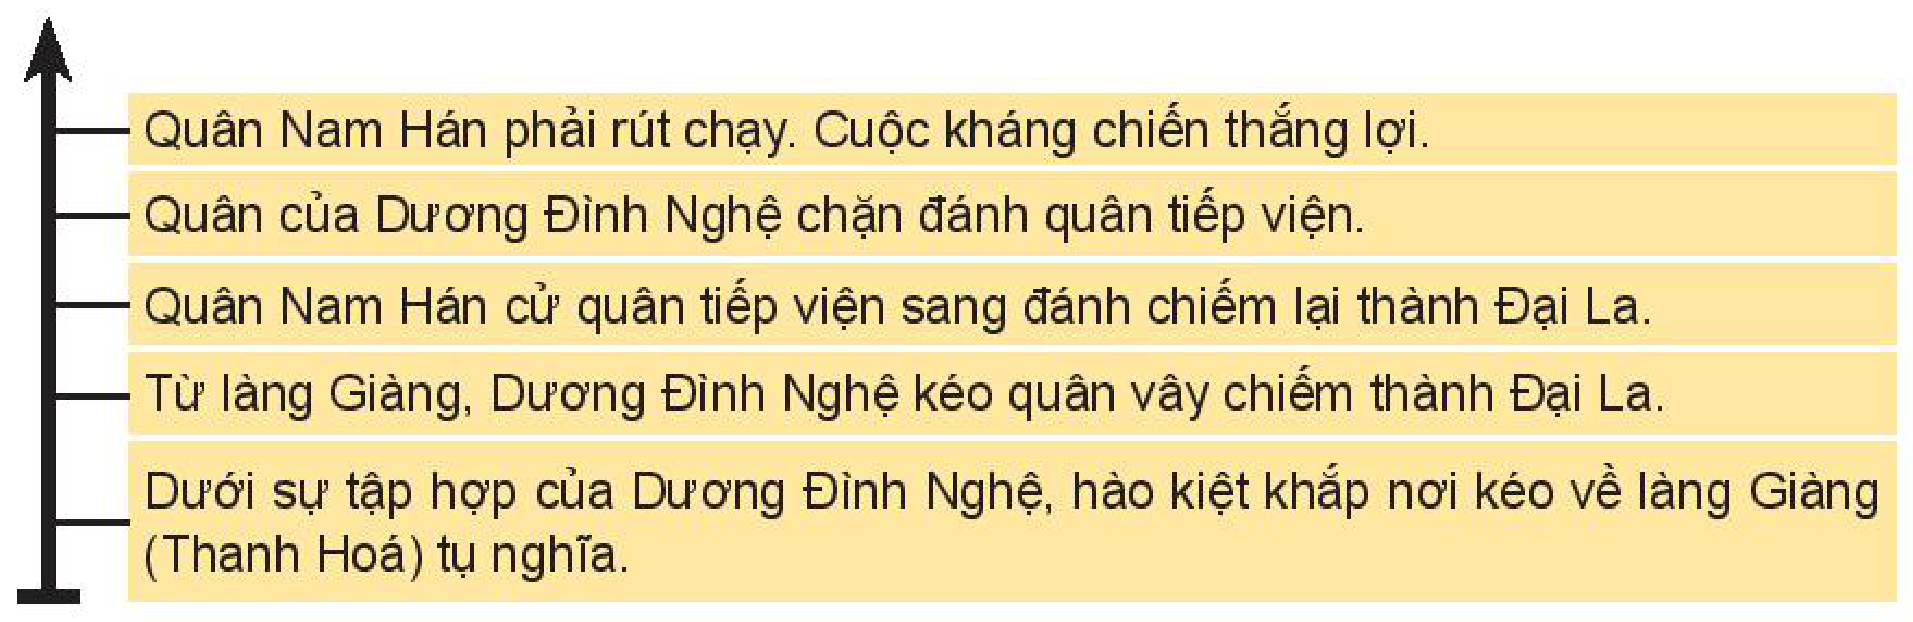 Quân Nam Hán phải rút chạy. Cuộc kháng chiến thắng lợi.
Quân của Dương Đình Nghệ chặn đánh quân tiếp viện.
Quân Nam Hán cử quân tiếp viện sang đánh chiếm lại thành Đại La.
Từ làng Giàng, Dương Đình Nghệ kéo quân vây chiếm thành Đại La.
Dưới sự tập hợp của Dương Đình Nghệ, hào kiệt khắp nơi kéo về làng Giàng
(Thanh Hoá) tụ nghĩa.